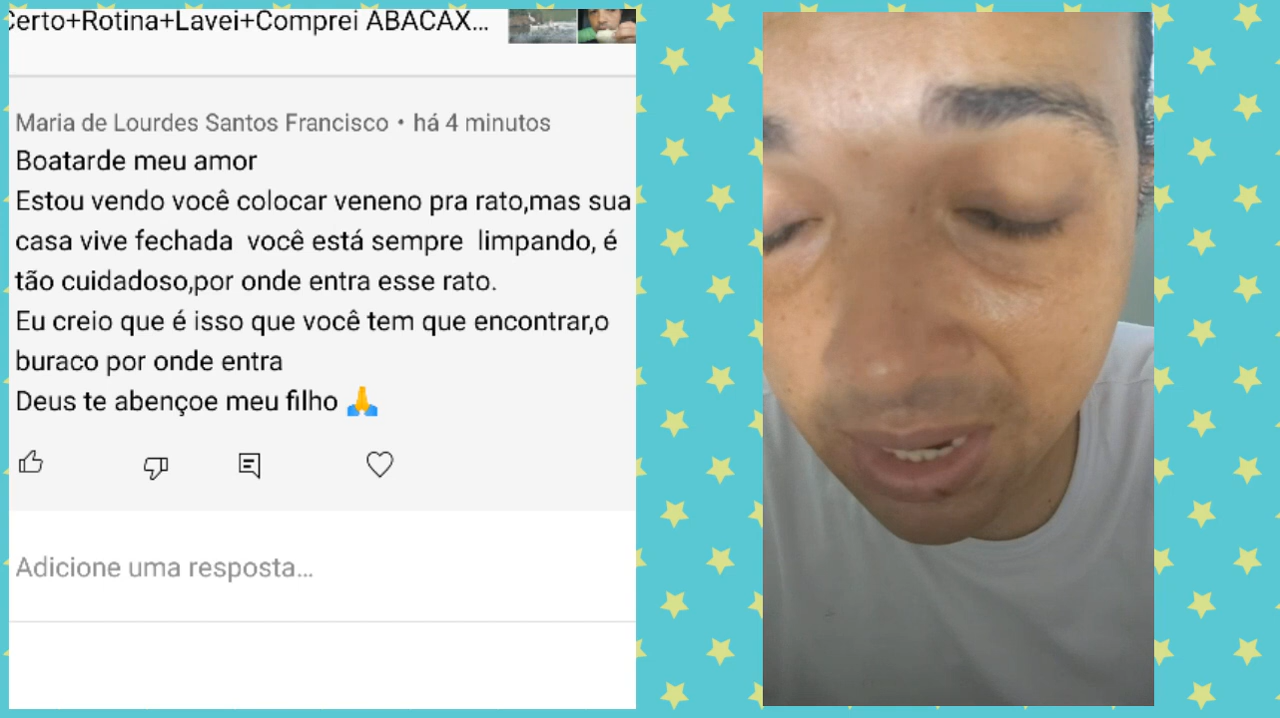 Certo+Rotina+Lavei+Comprei ABACAX...
Maria de Lourdes Santos Francisco • há 4 minutos
Boatarde meu amor
Estou vendo você colocar veneno pra rato,mas sua
casa vive fechada  você está sempre  limpando, é
tão cuidadoso,por onde entra esse rato.
Eu creio que é isso que você tem que encontrar,o
buraco por onde entra
Deus te abençoe meu filho 🙏
Adicione uma resposta...